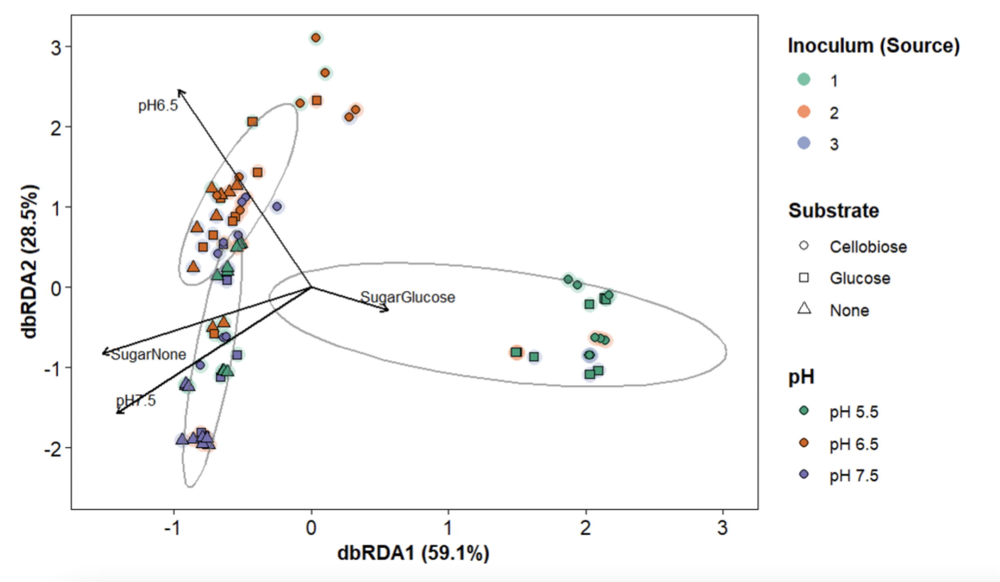 3
2
1
0
-1
-2
dbRDA2 (28.5%)
pH6.5
SugarGlucose
SugarNone
pH7.5
-1
0
1
2
3
dbRDA1 (59.1%)
Inoculum (Source)
1
2
3
Substrate
Cellobiose
Glucose
None
pH
pH 5.5
pH 6.5
pH 7.5